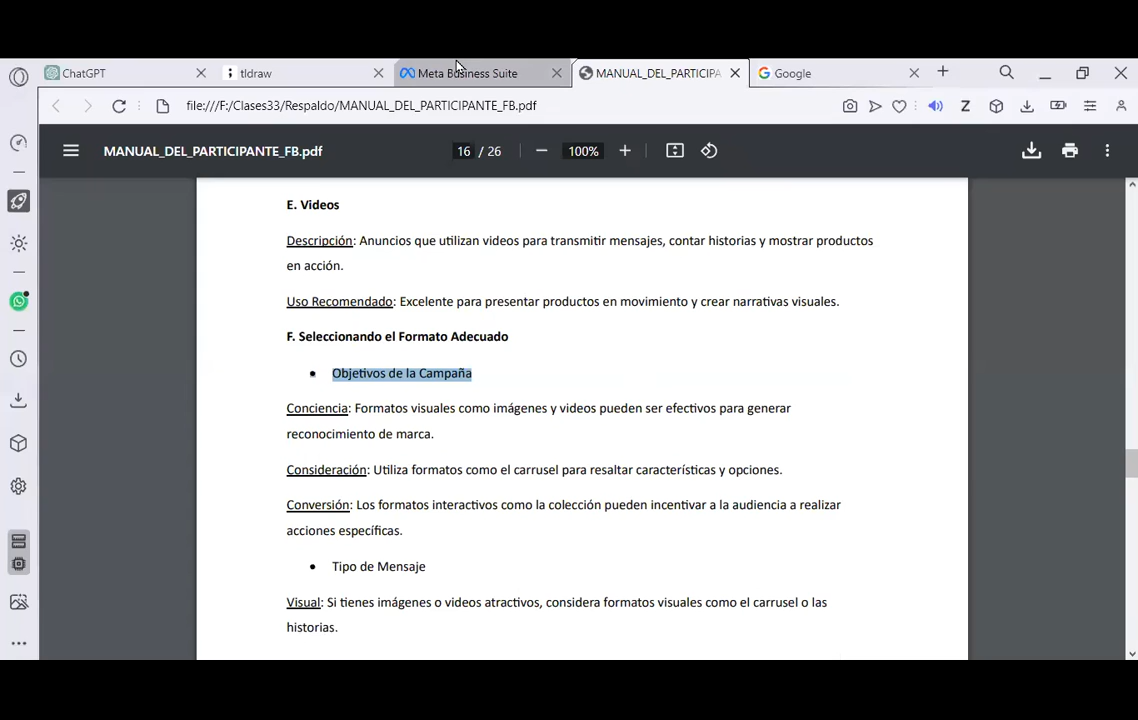 ChatGPT
tldraw
Meta Business Suite
MANUAL_DEL_PARTICIPA
Google
file:///F:/Clases33/Respaldo/MANUAL_DEL_PARTICIPANTE_FB.pdf
MANUAL_DEL_PARTICIPANTE_FB.pdf
16 / 26
100%
E. Videos
Descripción: Anuncios que utilizan videos para transmitir mensajes, contar historias y mostrar productos
en acción.
Uso Recomendado: Excelente para presentar productos en movimiento y crear narrativas visuales.
F. Seleccionando el Formato Adecuado
• Objetivos de la Campaña
Conciencia: Formatos visuales como imágenes y videos pueden ser efectivos para generar
reconocimiento de marca.
Consideración: Utiliza formatos como el carrusel para resaltar características y opciones.
Conversión: Los formatos interactivos como la colección pueden incentivar a la audiencia a realizar
acciones específicas.
• Tipo de Mensaje
Visual: Si tienes imágenes o videos atractivos, considera formatos visuales como el carrusel o las
historias.